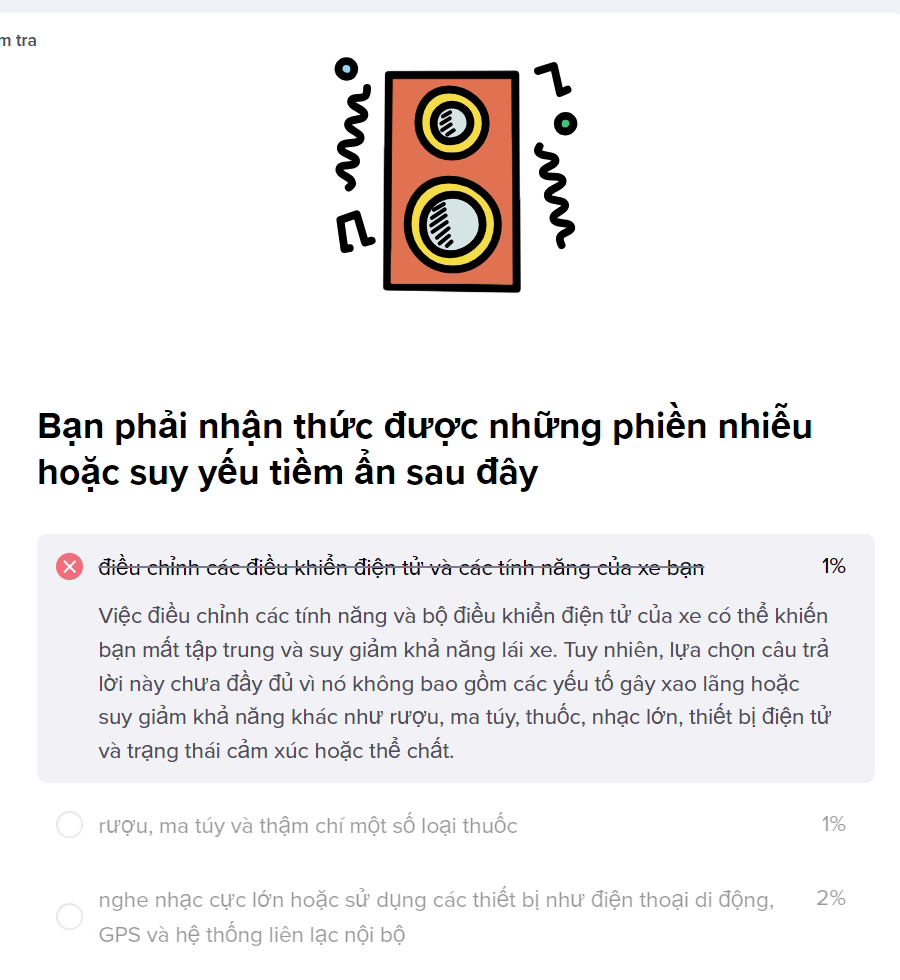 m tra
Bạn phải nhận thức được những phiền nhiễu
hoặc suy yếu tiềm ẩn sau đây
điều chỉnh các điều khiển điện tử và các tính năng của xe bạn 1%
Việc điều chỉnh các tính năng và bộ điều khiển điện tử của xe có thể khiến
bạn mất tập trung và suy giảm khả năng lái xe. Tuy nhiên, lựa chọn câu trả
lời này chưa đầy đủ vì nó không bao gồm các yếu tố gây xao lãng hoặc
suy giảm khả năng khác như rượu, ma túy, thuốc, nhạc lớn, thiết bị điện tử
và trạng thái cảm xúc hoặc thể chất.
rượu, ma túy và thậm chí một số loại thuốc 1%
nghe nhạc cực lớn hoặc sử dụng các thiết bị như điện thoại di động, 2%
GPS và hệ thống liên lạc nội bộ